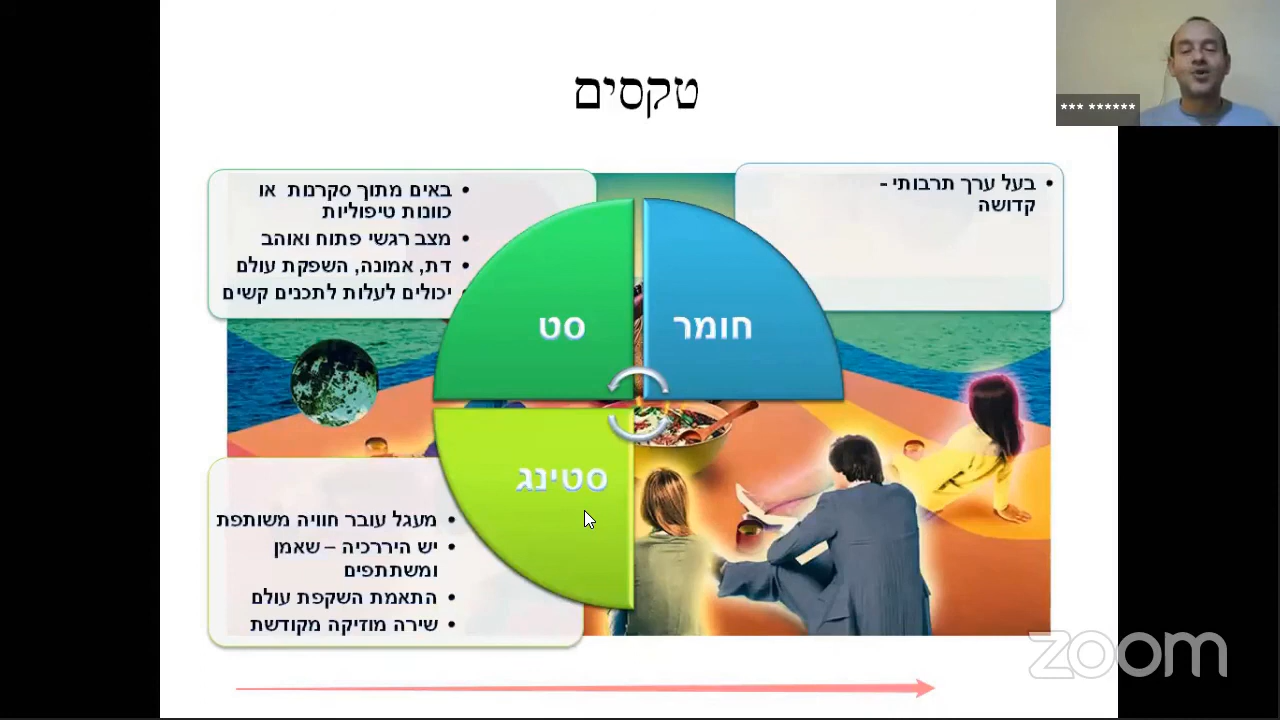 טקסים
*** ******
בעל ערך תרבותי -
קדושה
באים מתוך סקרנות או
כוונות טיפוליות
מצב רגשי פתוח ואוהב
דת, אמונה, השפקת עולם
יכולים לעלות לתכנים קשים
חומר
סט
סטינג
מעגל עובר חוויה משותפת
יש היררכיה – שאמן
ומשתתפים
התאמת השקפת עולם
שירה מוזיקה מקודשת
zoom